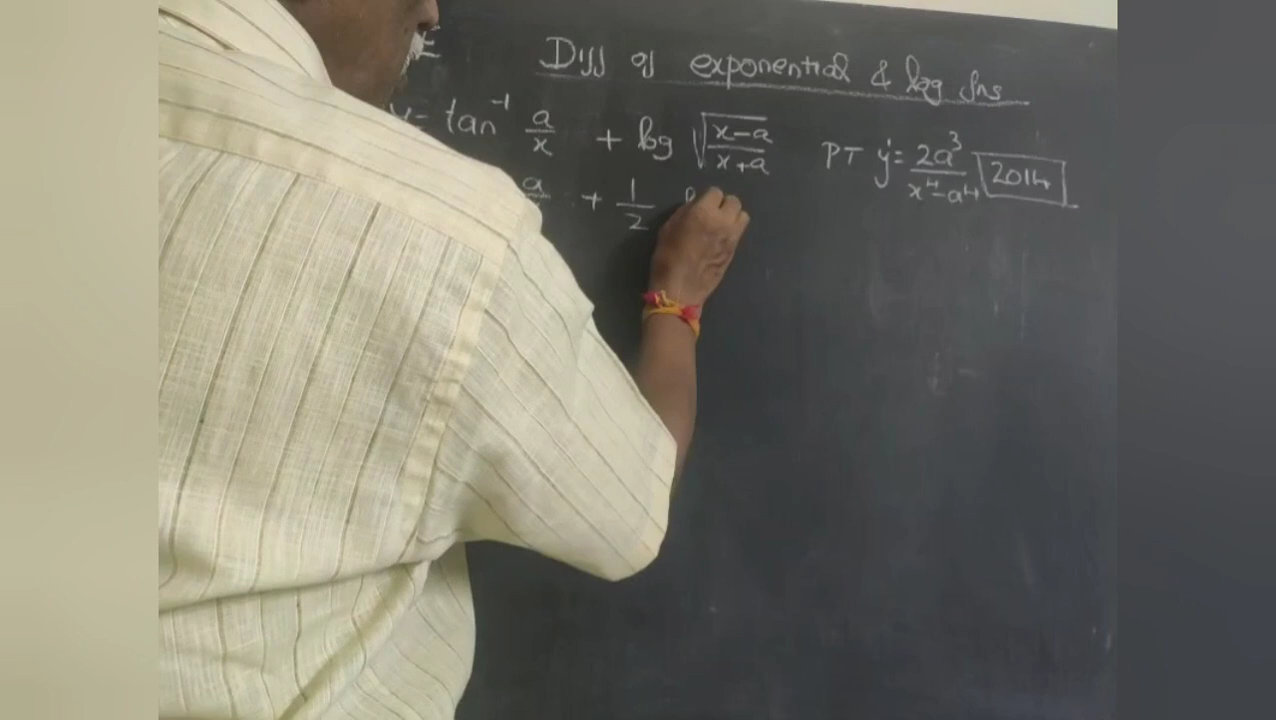 Diff of exponential & log fns
y = tan⁻¹ a/x + log √((x-a)/(x+a)) PT y' = 2a³/(x⁴-a⁴) 2014
a + 1/2